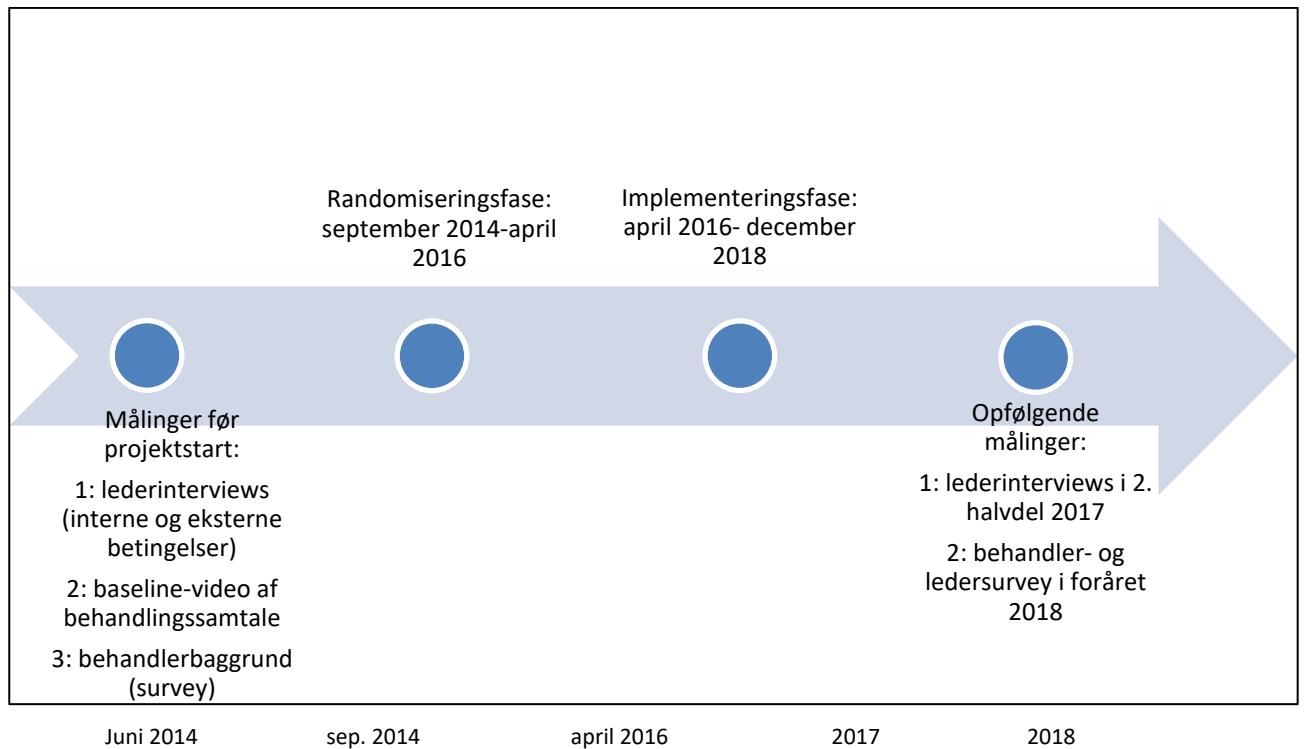 Randomiseringsfase:
september 2014-april
2016
Implementeringsfase:
april 2016- december
2018
Målinger før
projektstart:
1: lederinterviews
(interne og eksterne
betingelser)
2: baseline-video af
behandlingssamtale
3: behandlerbaggrund
(survey)
Opfølgende
målinger:
1: lederinterviews i 2.
halvdel 2017
2: behandler- og
ledersurvey i foråret
2018
Juni 2014 sep. 2014 april 2016 2017 2018